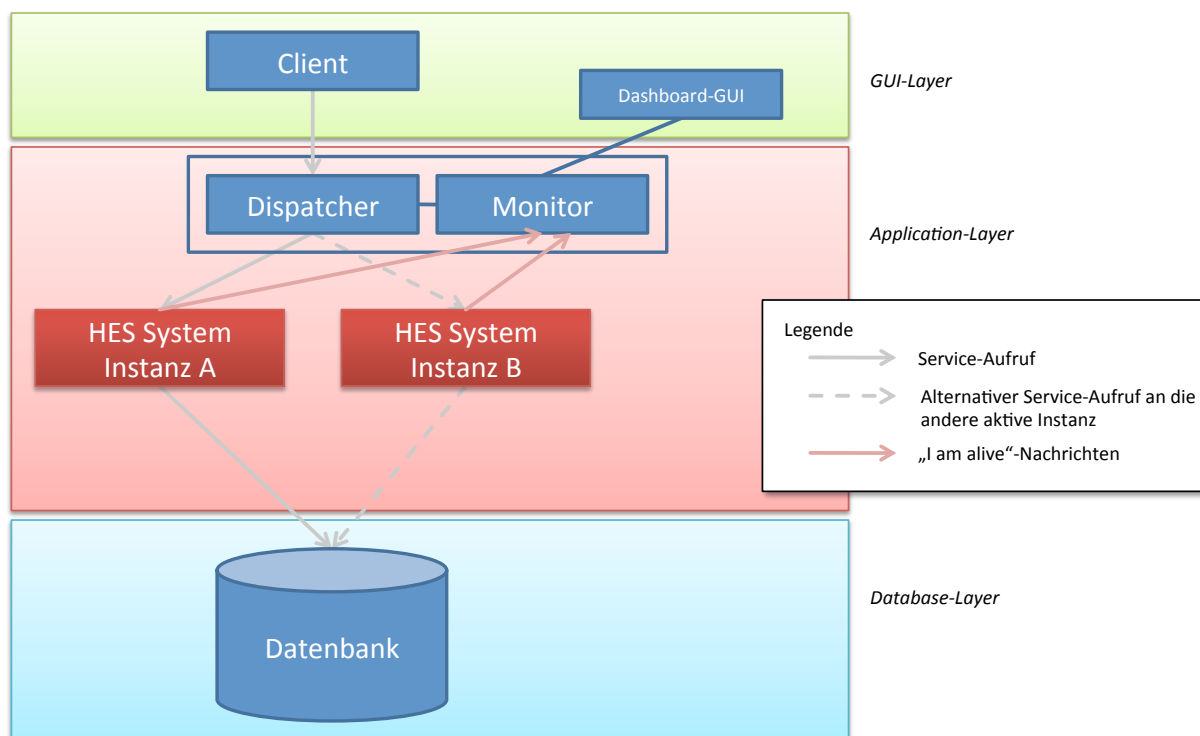 Client
Dashboard-GUI
GUI-Layer
Dispatcher
Monitor
Application-Layer
HES System
Instanz A
HES System
Instanz B
Legende
Service-Aufruf
Alternativer Service-Aufruf an die
andere aktive Instanz
„I am alive“-Nachrichten
Datenbank
Database-Layer